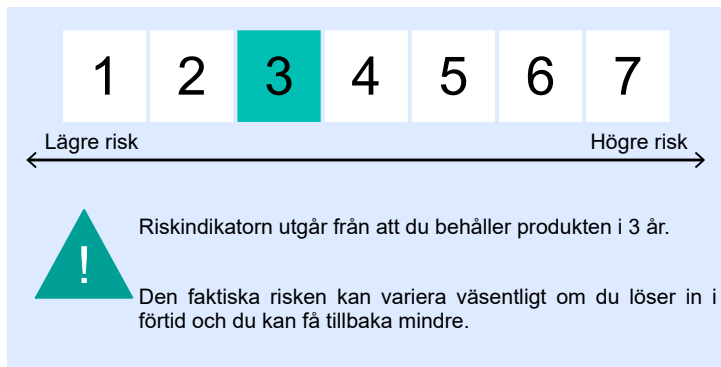 1 2 3 4 5 6 7
Lägre risk Högre risk
!
Riskindikatorn utgår från att du behåller produkten i 3 år.
Den faktiska risken kan variera väsentligt om du löser in i
förtid och du kan få tillbaka mindre.